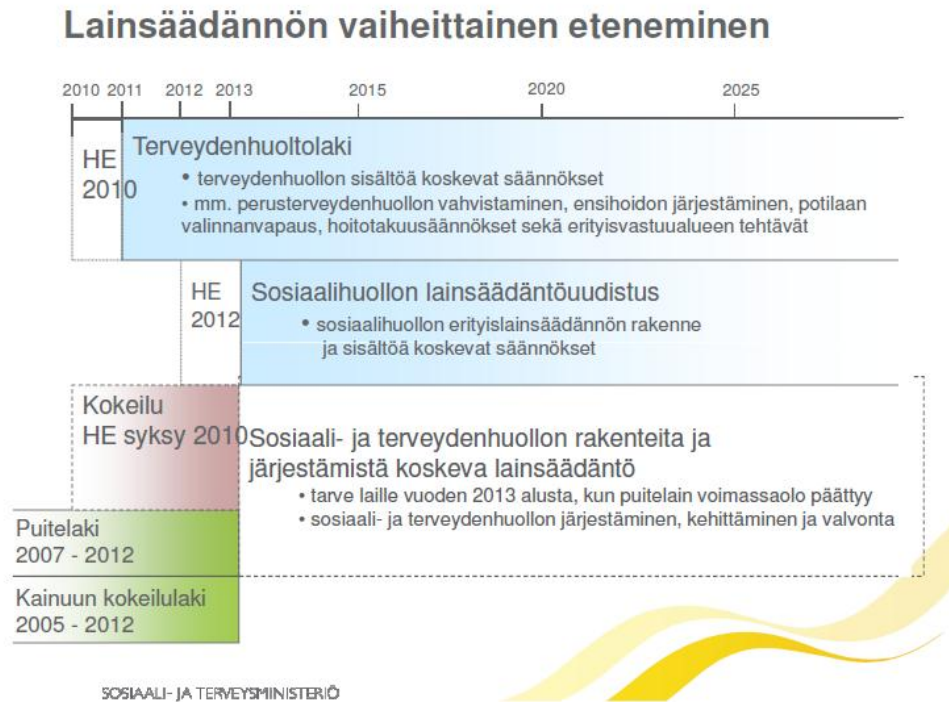 Lainsäädännön vaiheittainen eteneminen
2010 2011 2012 2013 2015 2020 2025
HE
2010
Terveydenhuoltolaki
• terveydenhuollon sisältöä koskevat säännökset
• mm. perusterveydenhuollon vahvistaminen, ensihoidon järjestäminen, potilaan
valinnanvapaus, hoitotakuusäännökset sekä erityisvastuualueen tehtävät
HE
2012
Sosiaalihuollon lainsäädäntöuudistus
• sosiaalihuollon erityislainsäädännön rakenne
ja sisältöä koskevat säännökset
Kokeilu
HE syksy 2010
Sosiaali- ja terveydenhuollon rakenteita ja
järjestämistä koskeva lainsäädäntö
• tarve laille vuoden 2013 alusta, kun puitelain voimassaolo päättyy
• sosiaali- ja terveydenhuollon järjestäminen, kehittäminen ja valvonta
Puitelaki
2007 - 2012
Kainuun kokeilulaki
2005 - 2012
SOSIAALI- JA TERVEYSMINISTERIÖ